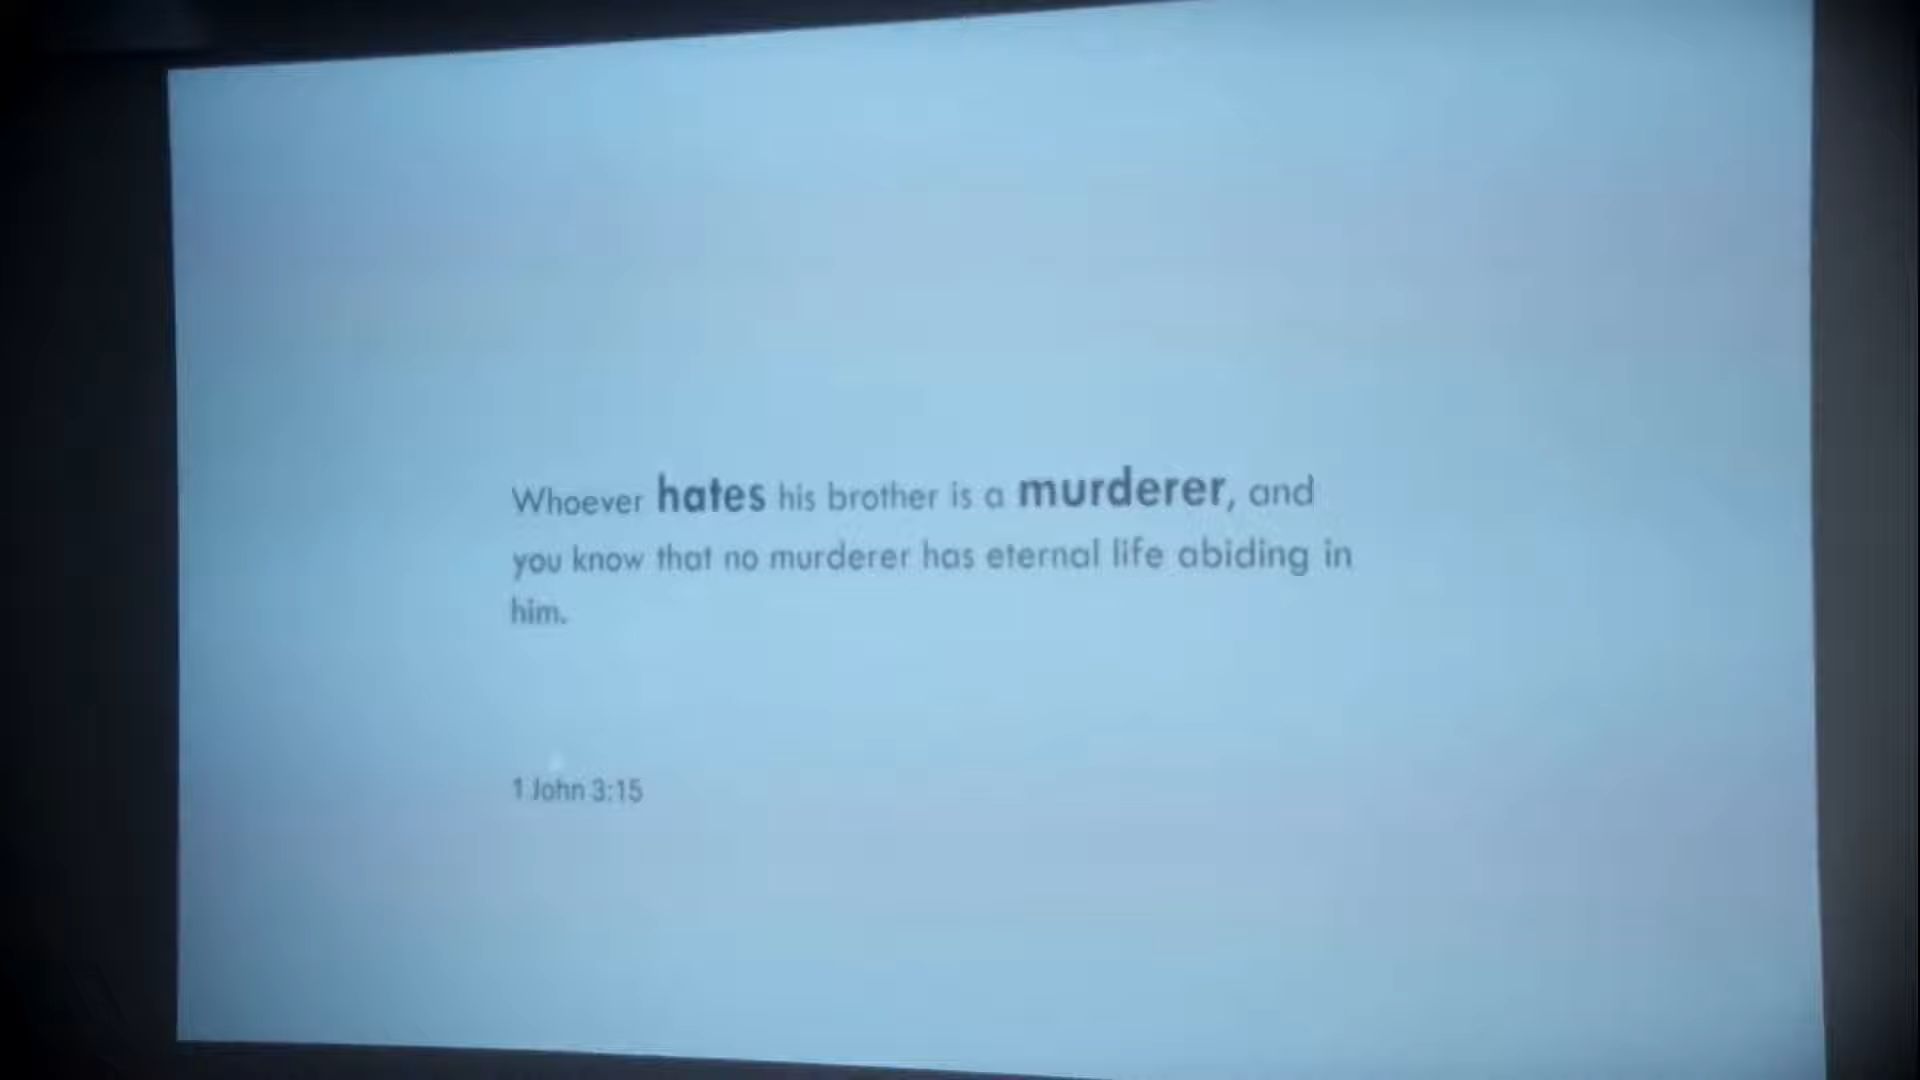 Whoever hates his brother is a murderer, and
you know that no murderer has eternal life abiding in
him.
1 John 3:15